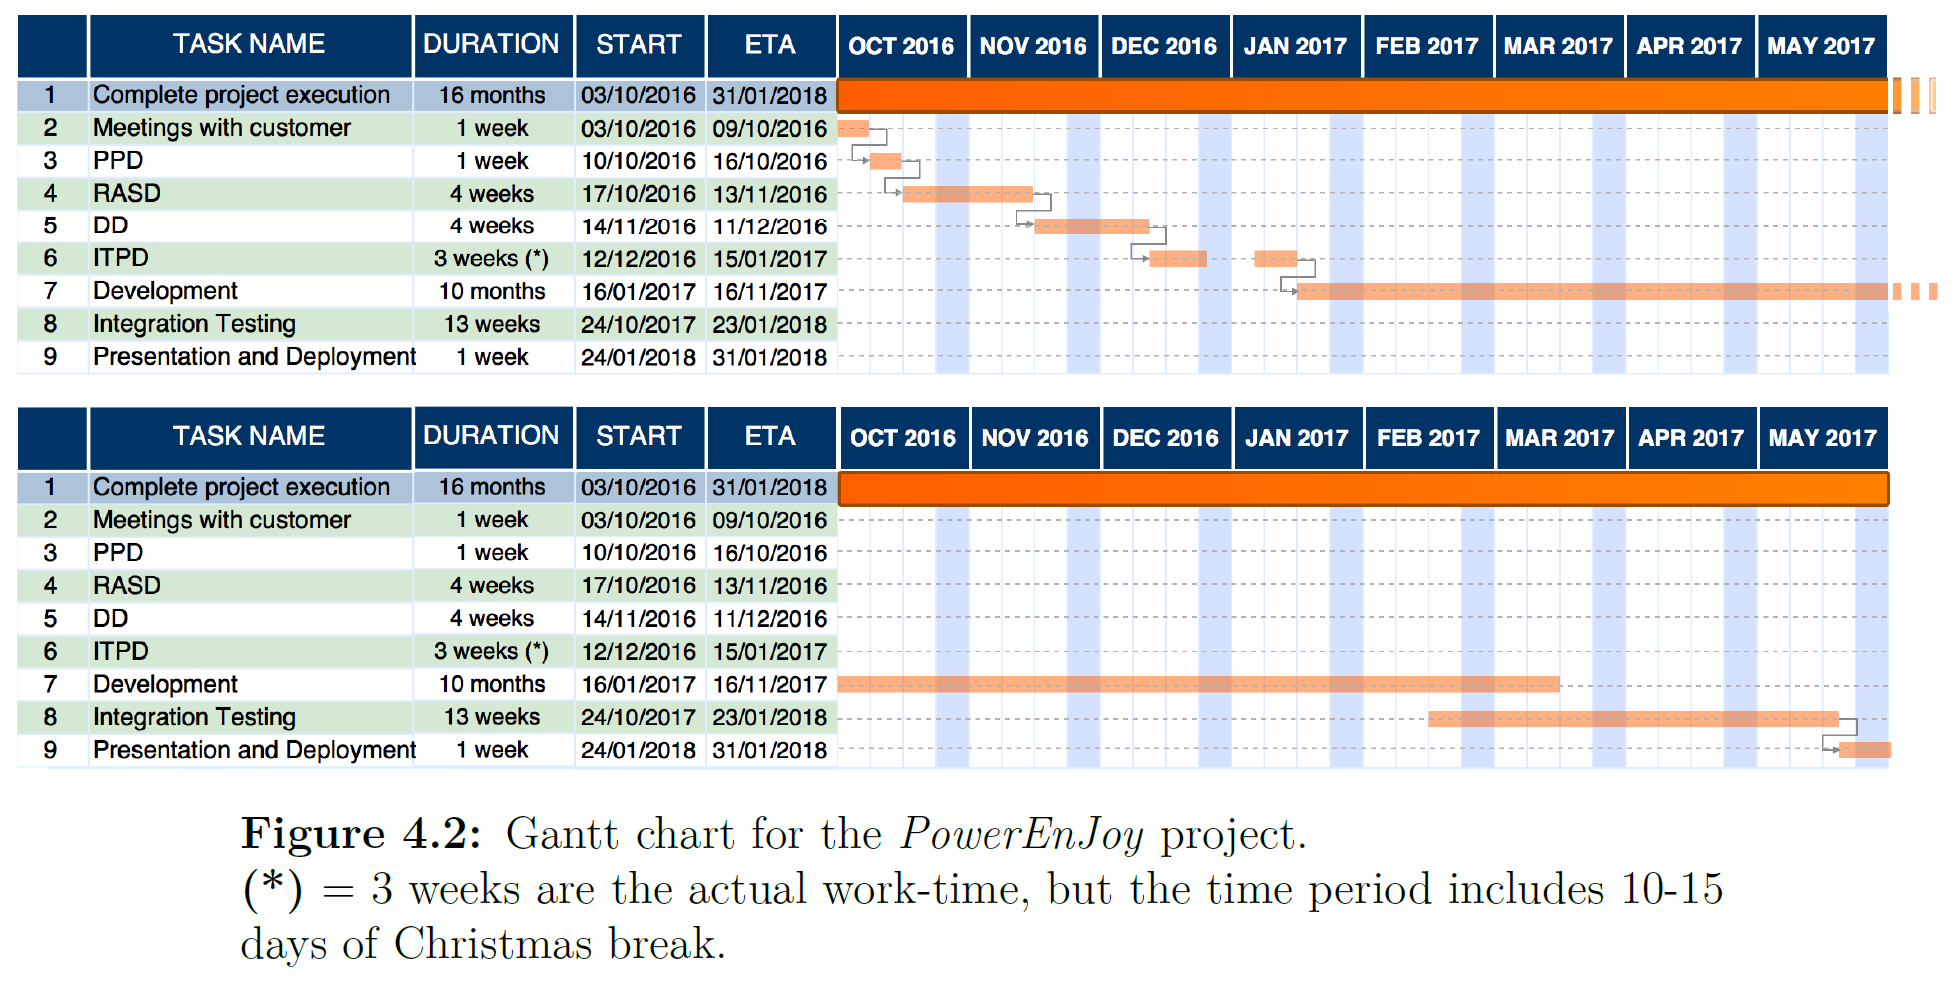 TASK NAME DURATION START ETA OCT 2016 NOV 2016 DEC 2016 JAN 2017 FEB 2017 MAR 2017 APR 2017 MAY 2017
1 Complete project execution 16 months 03/10/2016 31/01/2018
2 Meetings with customer 1 week 03/10/2016 09/10/2016
3 PPD 1 week 10/10/2016 16/10/2016
4 RASD 4 weeks 17/10/2016 13/11/2016
5 DD 4 weeks 14/11/2016 11/12/2016
6 ITPD 3 weeks (*) 12/12/2016 15/01/2017
7 Development 10 months 16/01/2017 16/11/2017
8 Integration Testing 13 weeks 24/10/2017 23/01/2018
9 Presentation and Deployment 1 week 24/01/2018 31/01/2018
TASK NAME DURATION START ETA OCT 2016 NOV 2016 DEC 2016 JAN 2017 FEB 2017 MAR 2017 APR 2017 MAY 2017
1 Complete project execution 16 months 03/10/2016 31/01/2018
2 Meetings with customer 1 week 03/10/2016 09/10/2016
3 PPD 1 week 10/10/2016 16/10/2016
4 RASD 4 weeks 17/10/2016 13/11/2016
5 DD 4 weeks 14/11/2016 11/12/2016
6 ITPD 3 weeks (*) 12/12/2016 15/01/2017
7 Development 10 months 16/01/2017 16/11/2017
8 Integration Testing 13 weeks 24/10/2017 23/01/2018
9 Presentation and Deployment 1 week 24/01/2018 31/01/2018
Figure 4.2: Gantt chart for the PowerEnJoy project.
(*) = 3 weeks are the actual work-time, but the time period includes 10-15
days of Christmas break.